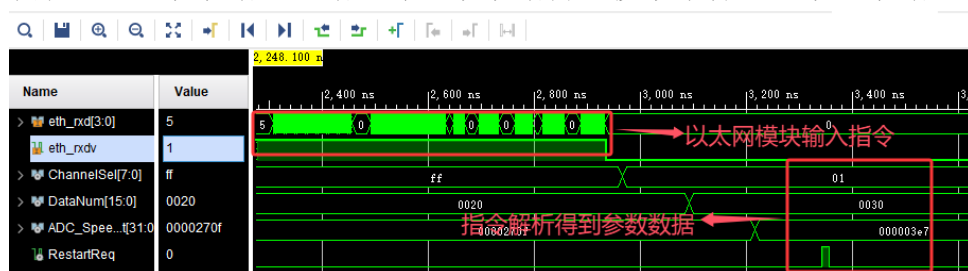 2,248.100 n
Name Value
2,400 ns 2,600 ns 2,800 ns 3,000 ns 3,200 ns 3,400 ns
eth_rxd[3:0] 5 5 0 0 0 0 0
以太网模块输入指令
eth_rxdv 1
ChannelSel[7:0] ff ff 01
DataNum[15:0] 0020 0020 0030
指令解析得到参数数据
ADC_Spee...t[31:0 0000270f 0000270f 000003e7
RestartReq 0